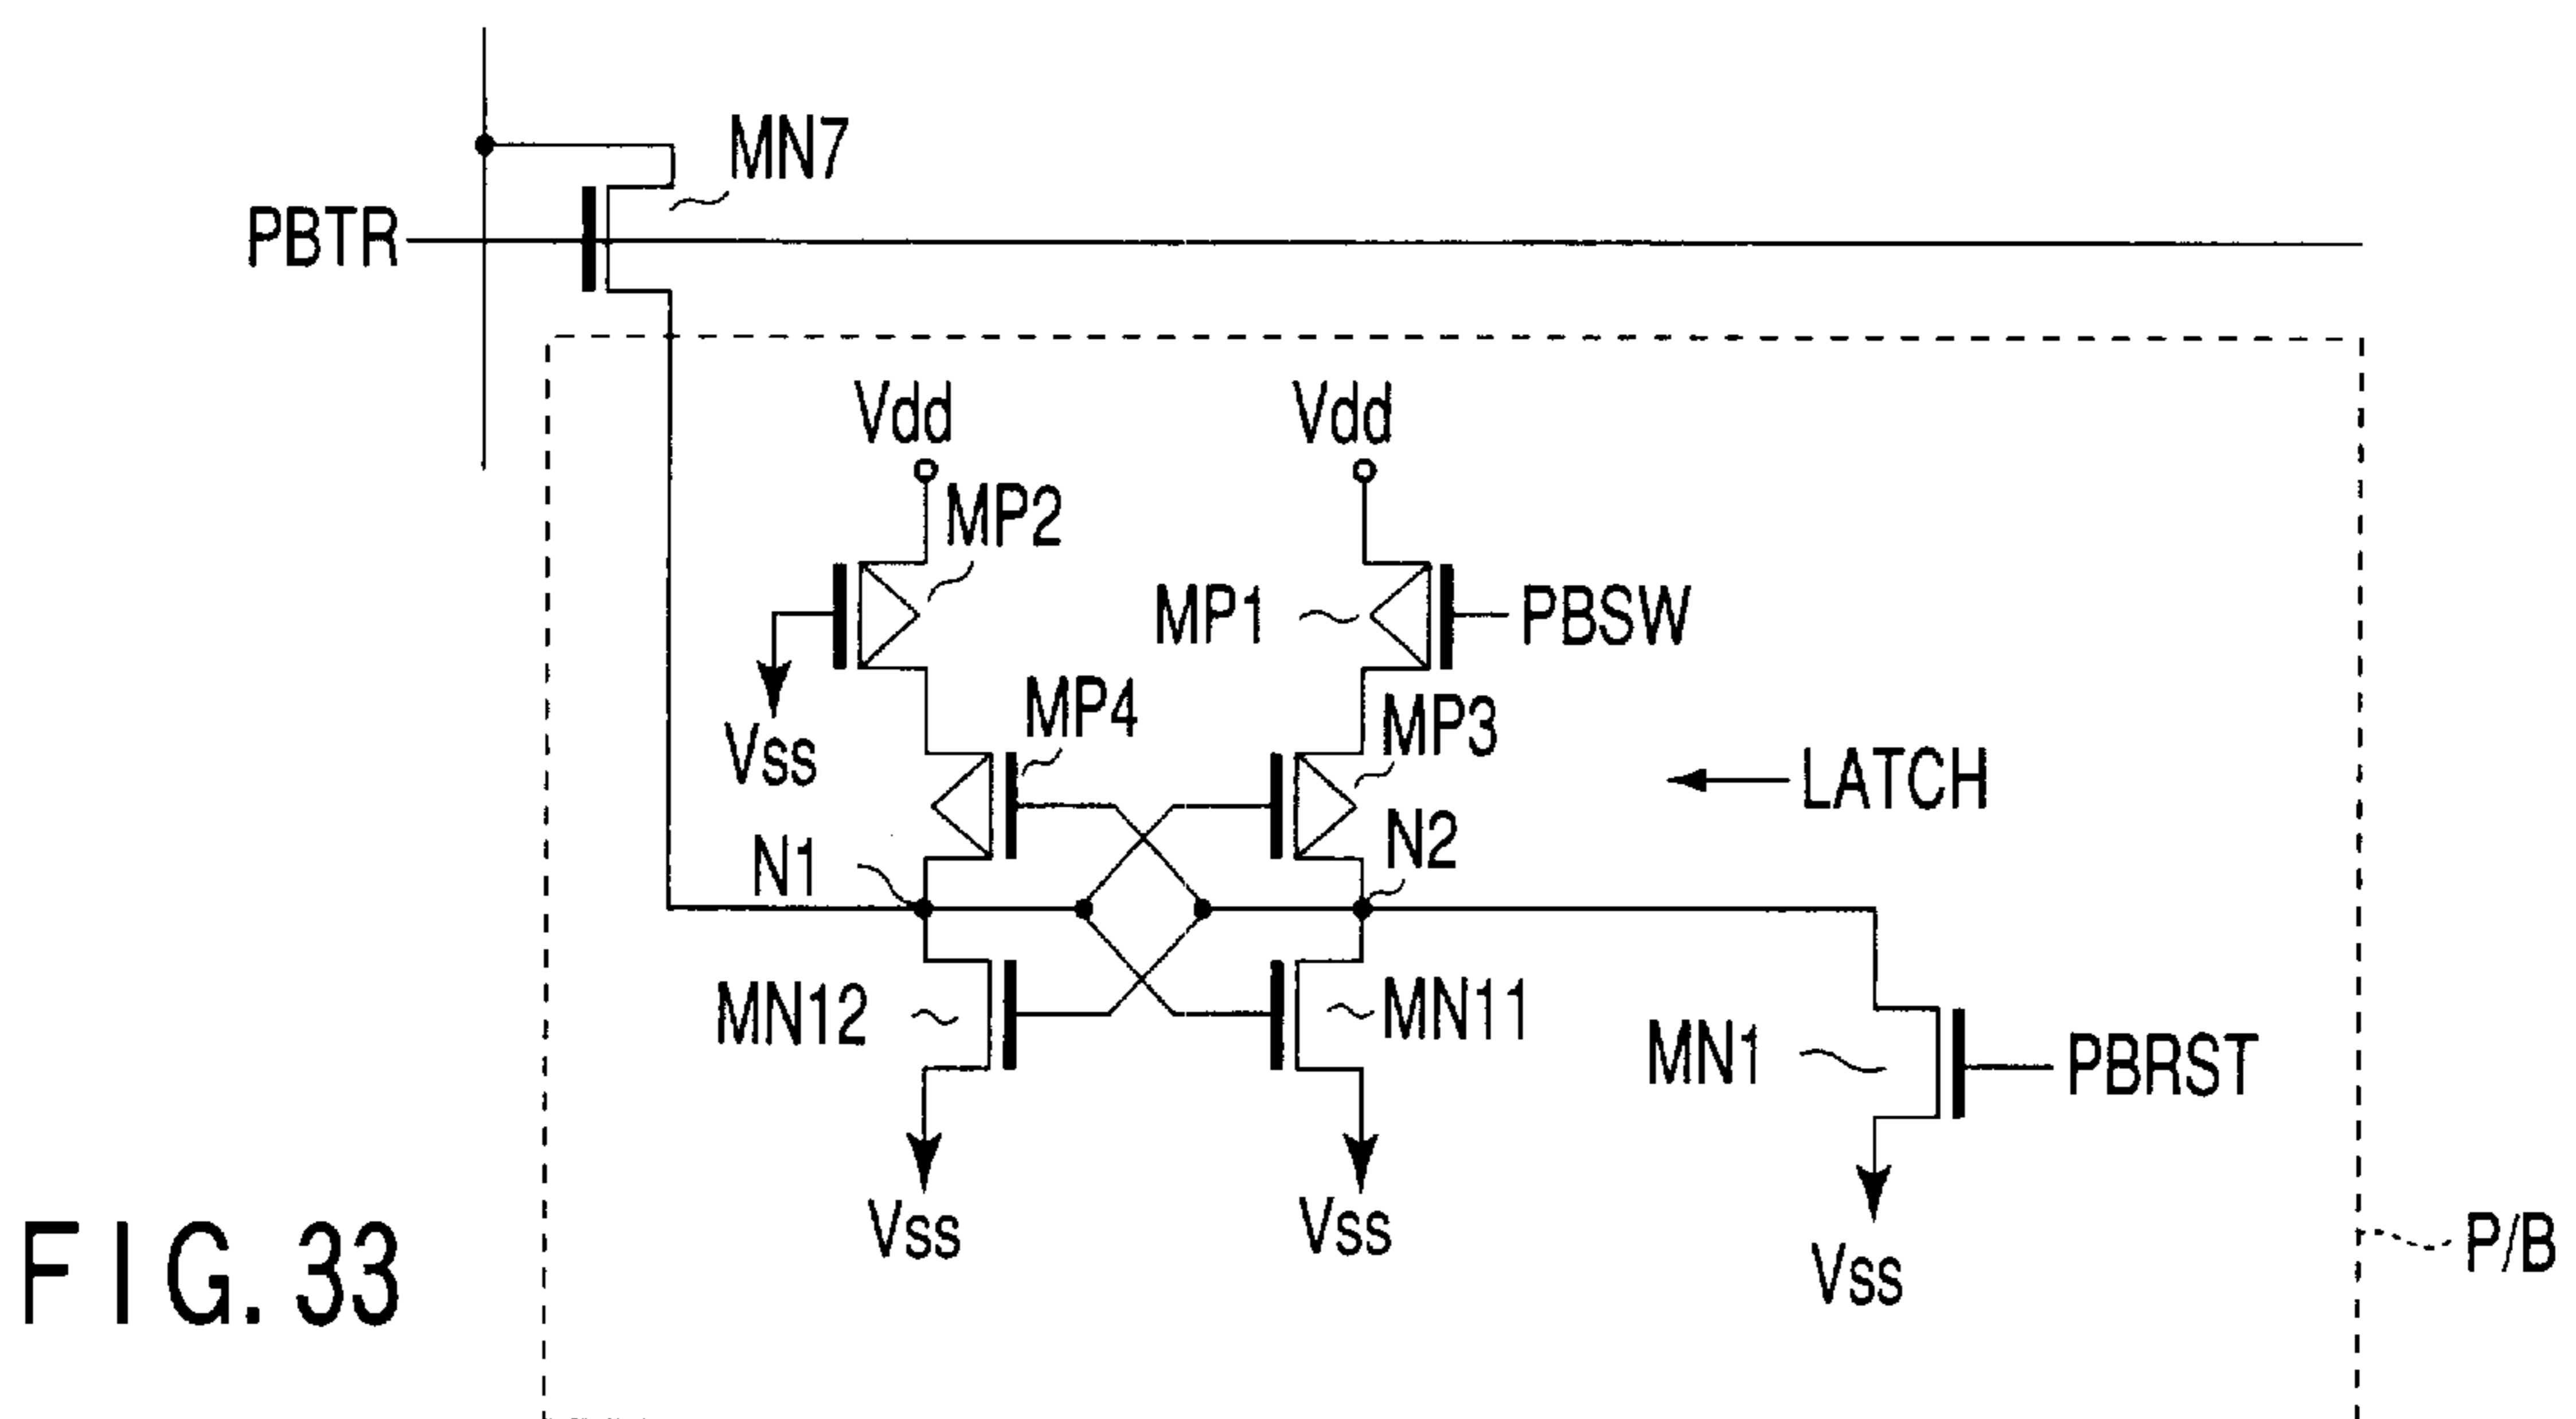 MN7
PBTR
Vdd
Vdd
MP2
MP1
PBSW
MP4
MP3
Vss
LATCH
N1
N2
MN12
MN11
MN1
PBRST
Vss
Vss
Vss
P/B
FIG. 33